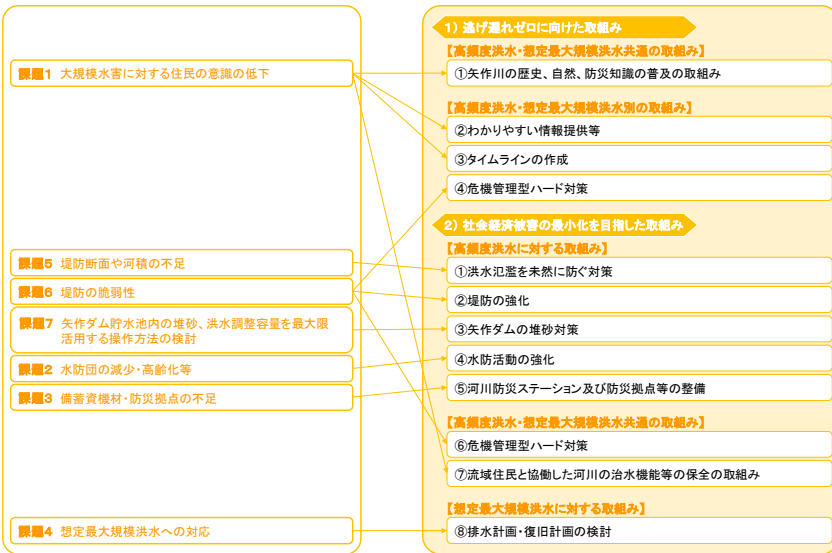 課題1 大規模水害に対する住民の意識の低下
課題5 堤防断面や河積の不足
課題6 堤防の脆弱性
課題7 矢作ダム貯水池内の堆砂、洪水調整容量を最大限
活用する操作方法の検討
課題2 水防団の減少・高齢化等
課題3 備蓄資機材・防災拠点の不足
課題4 想定最大規模洪水への対応
1）逃げ遅れゼロに向けた取組み
【高頻度洪水・想定最大規模洪水共通の取組み】
①矢作川の歴史、自然、防災知識の普及の取組み
【高頻度洪水・想定最大規模洪水別の取組み】
②わかりやすい情報提供等
③タイムラインの作成
④危機管理型ハード対策
2）社会経済被害の最小化を目指した取組み
【高頻度洪水に対する取組み】
①洪水氾濫を未然に防ぐ対策
②堤防の強化
③矢作ダムの堆砂対策
④水防活動の強化
⑤河川防災ステーション及び防災拠点等の整備
【高頻度洪水・想定最大規模洪水共通の取組み】
⑥危機管理型ハード対策
⑦流域住民と協働した河川の治水機能等の保全の取組み
【想定最大規模洪水に対する取組み】
⑧排水計画・復旧計画の検討